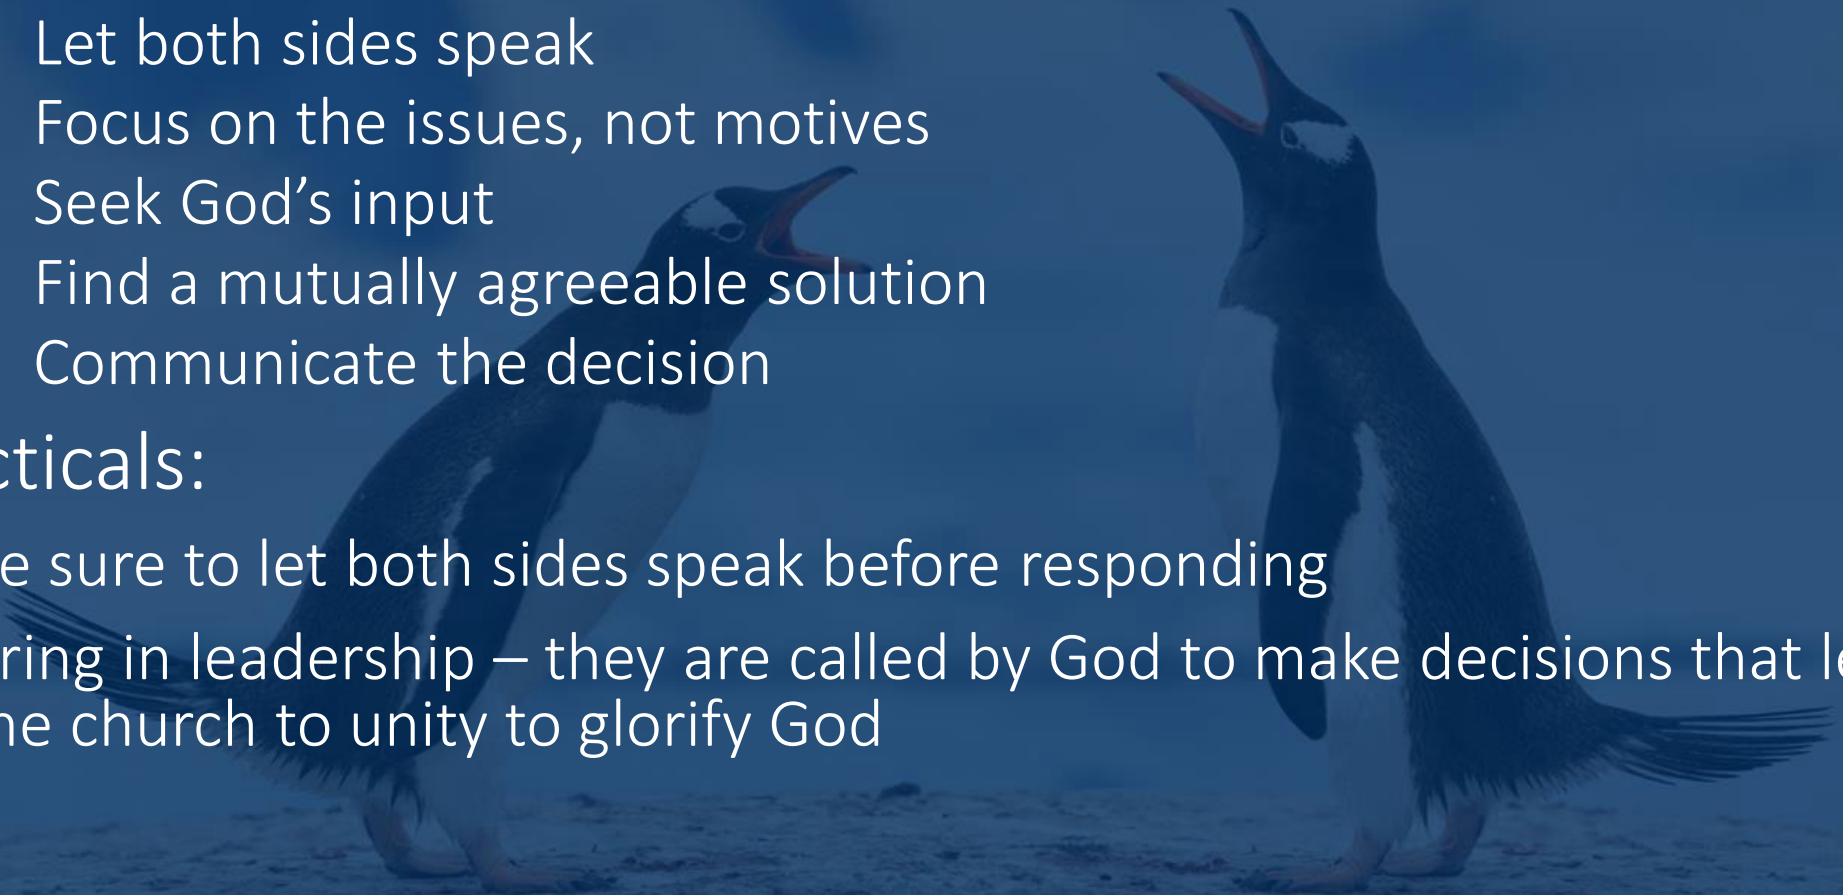 Let both sides speak
Focus on the issues, not motives
Seek God’s input
Find a mutually agreeable solution
Communicate the decision
cticals:
e sure to let both sides speak before responding
ring in leadership – they are called by God to make decisions that le
he church to unity to glorify God